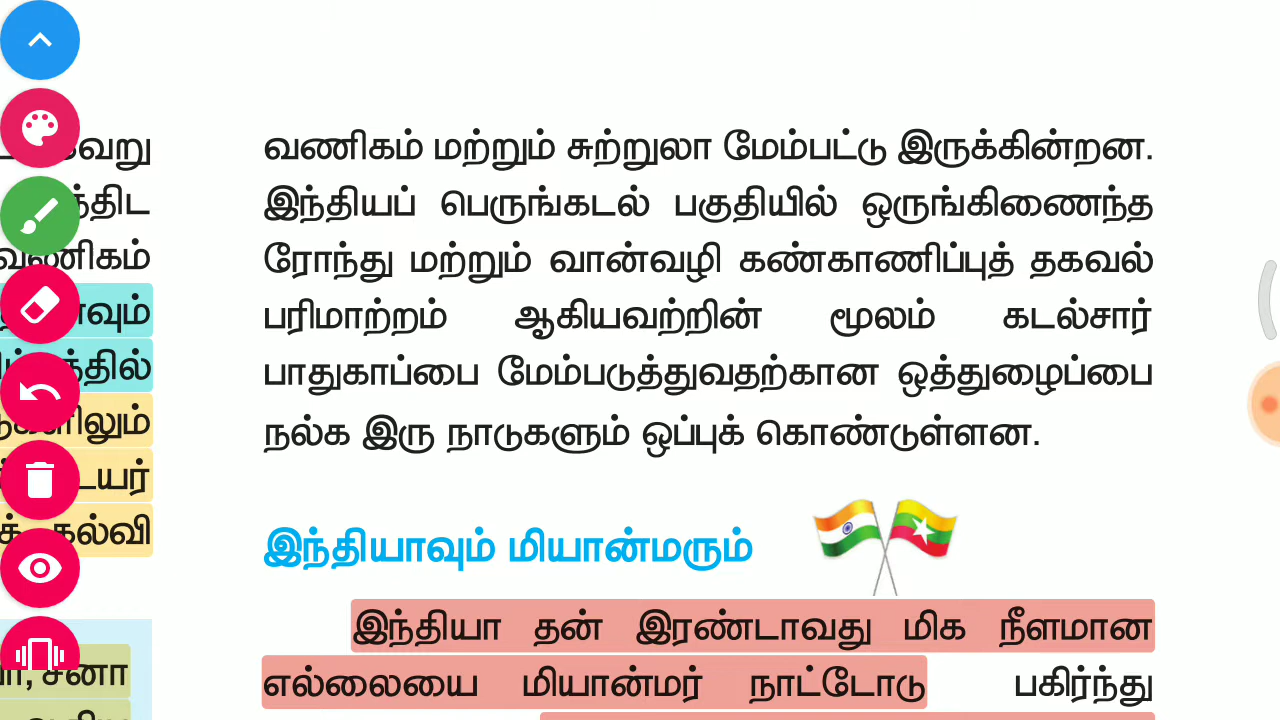 வணிகம்
வணிகம் மற்றும் சுற்றுலா மேம்பட்டு இருக்கின்றன.
இந்தியப் பெருங்கடல் பகுதியில் ஒருங்கிணைந்த
ரோந்து மற்றும் வான்வழி கண்காணிப்புத் தகவல்
பரிமாற்றம் ஆகியவற்றின் மூலம் கடல்சார்
பாதுகாப்பை மேம்படுத்துவதற்கான ஒத்துழைப்பை
நல்க இரு நாடுகளும் ஒப்புக் கொண்டுள்ளன.
இந்தியாவும் மியான்மரும்
இந்தியா தன் இரண்டாவது மிக நீளமான
எல்லையை மியான்மர் நாட்டோடு பகிர்ந்து